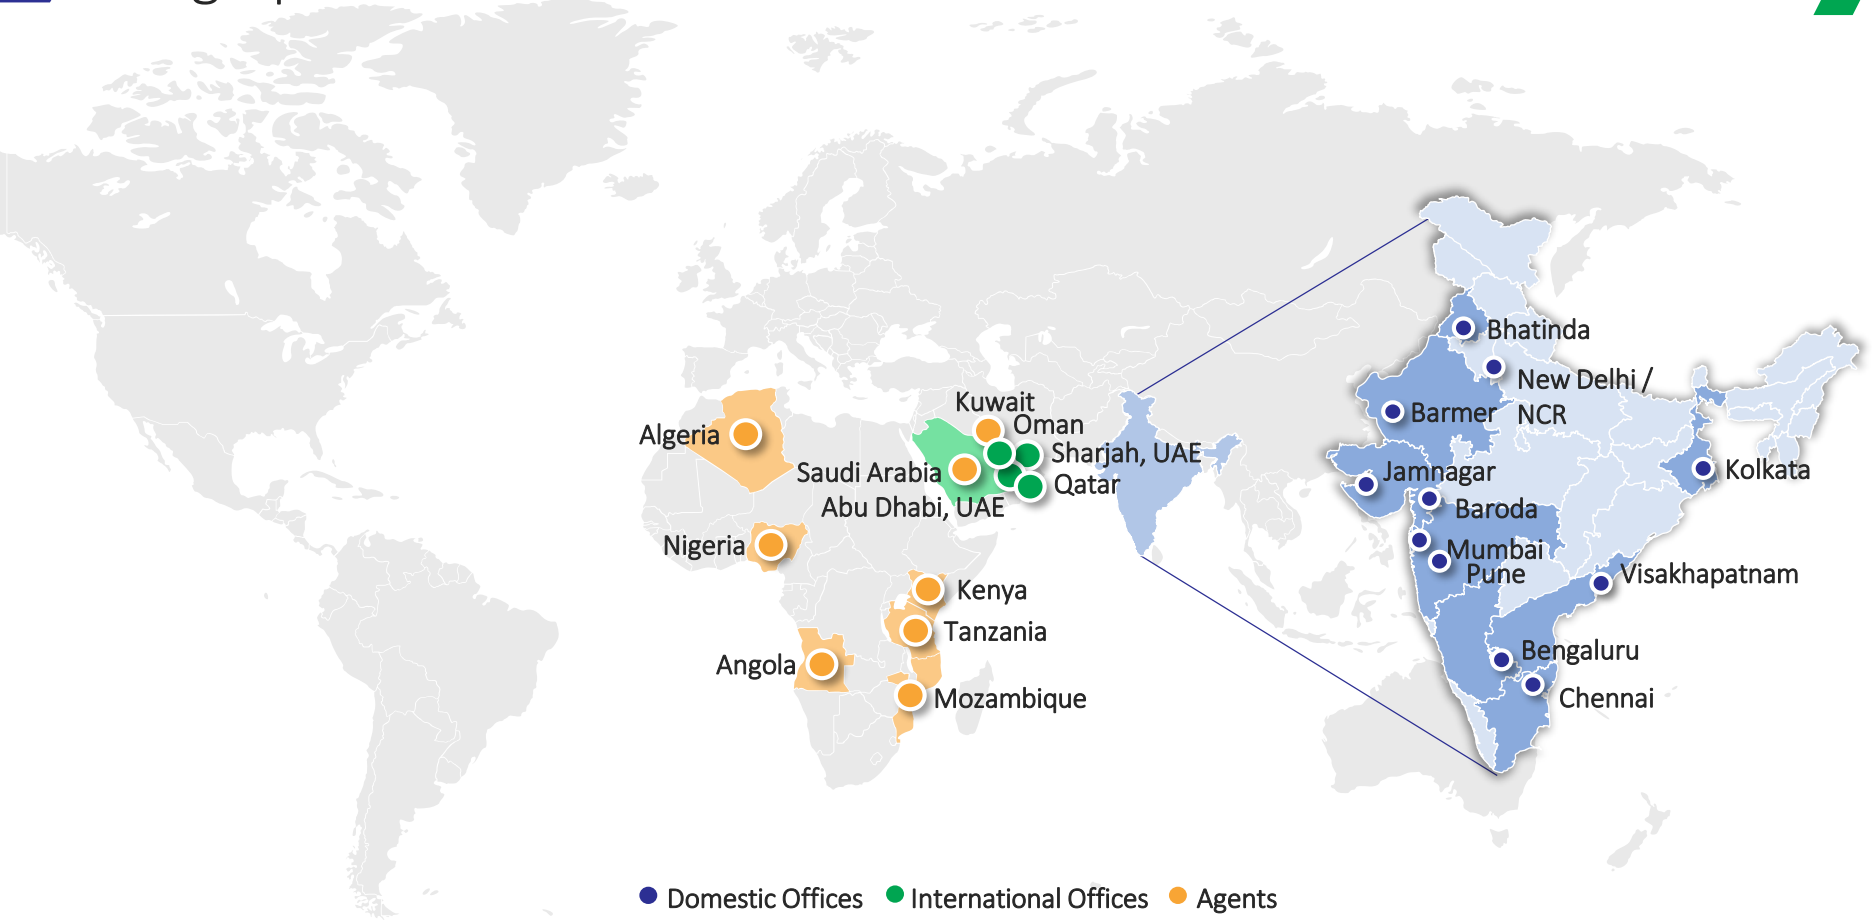 Bhatinda
New Delhi /
NCR
Barmer
Kuwait
Oman
Algeria
Sharjah, UAE
Saudi Arabia
Jamnagar
Kolkata
Qatar
Abu Dhabi, UAE
Baroda
Nigeria
Mumbai
Pune
Visakhapatnam
Kenya
Tanzania
Bengaluru
Angola
Mozambique
Chennai
Domestic Offices
International Offices
Agents